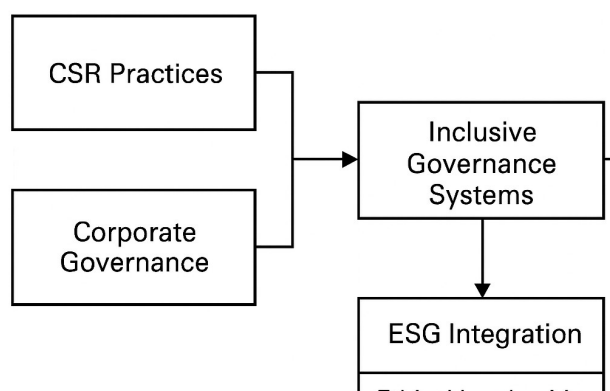 CSR Practices
Corporate
Governance
Inclusive
Governance
Systems
ESG Integration